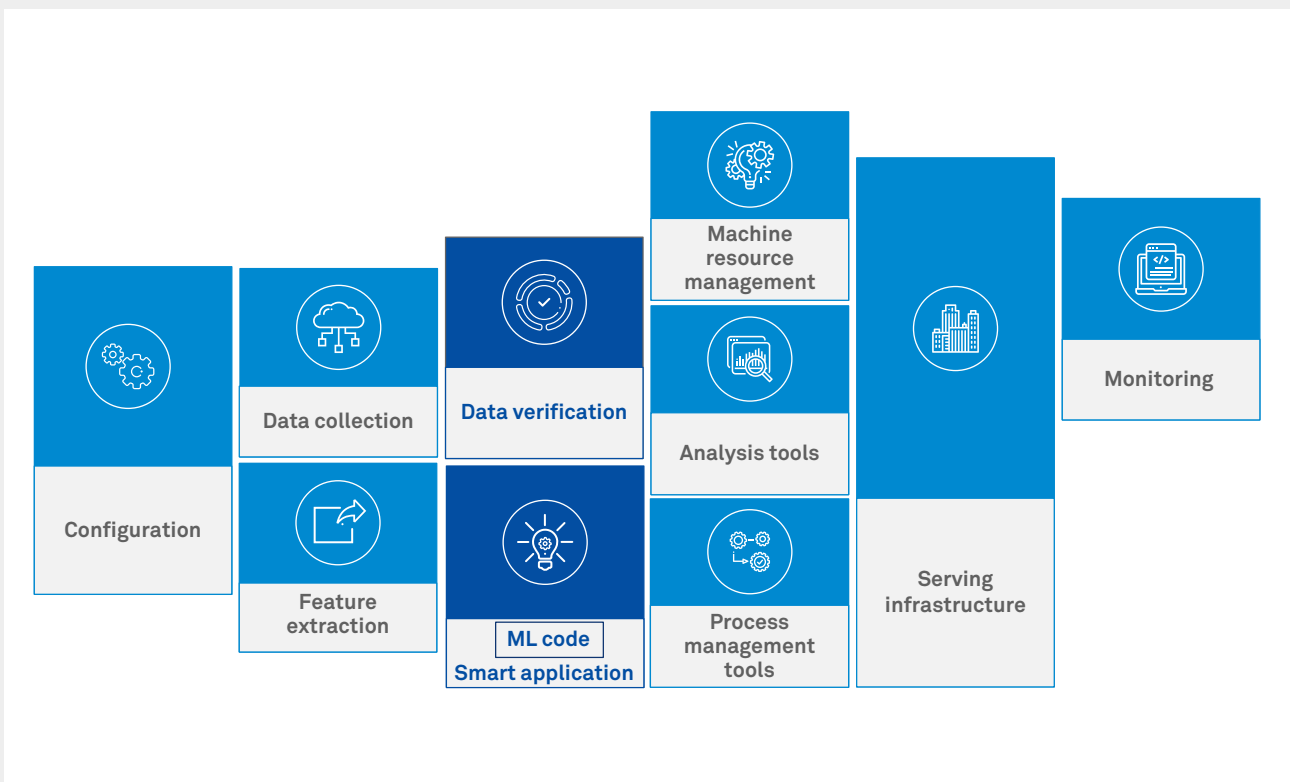 Configuration
Data collection
Feature
extraction
Data verification
ML code
Smart application
Machine
resource
management
Analysis tools
Process
management
tools
Serving
infrastructure
</>
Monitoring